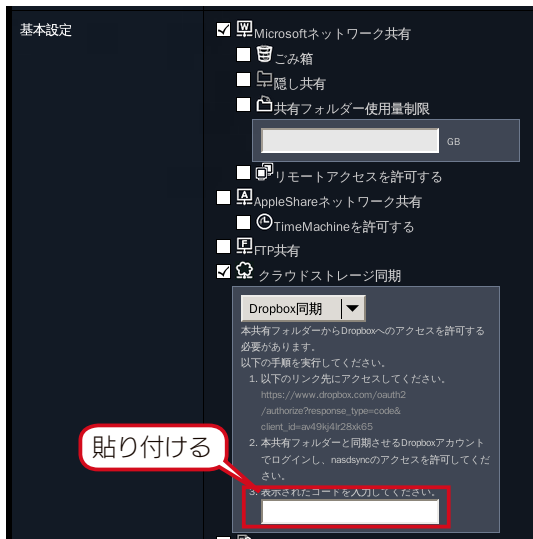 基本設定
W Microsoftネットワーク共有
ごみ箱
隠し共有
共有フォルダー使用量制限
GB
リモートアクセスを許可する
A AppleShareネットワーク共有
TimeMachineを許可する
F FTP共有
クラウドストレージ同期
Dropbox同期
本共有フォルダーからDropboxへのアクセスを許可する
必要があります。
以下の手順を実行してください。
1. 以下のリンク先にアクセスしてください。
https://www.dropbox.com/oauth2
/authorize?response_type=code&
client_id=av49kj4lr28xk65
2. 本共有フォルダーと同期させるDropboxアカウント
でログインし、nasdsyncのアクセスを許可してくだ
さい。
3. 表示されたコードを入力してください。
貼り付ける